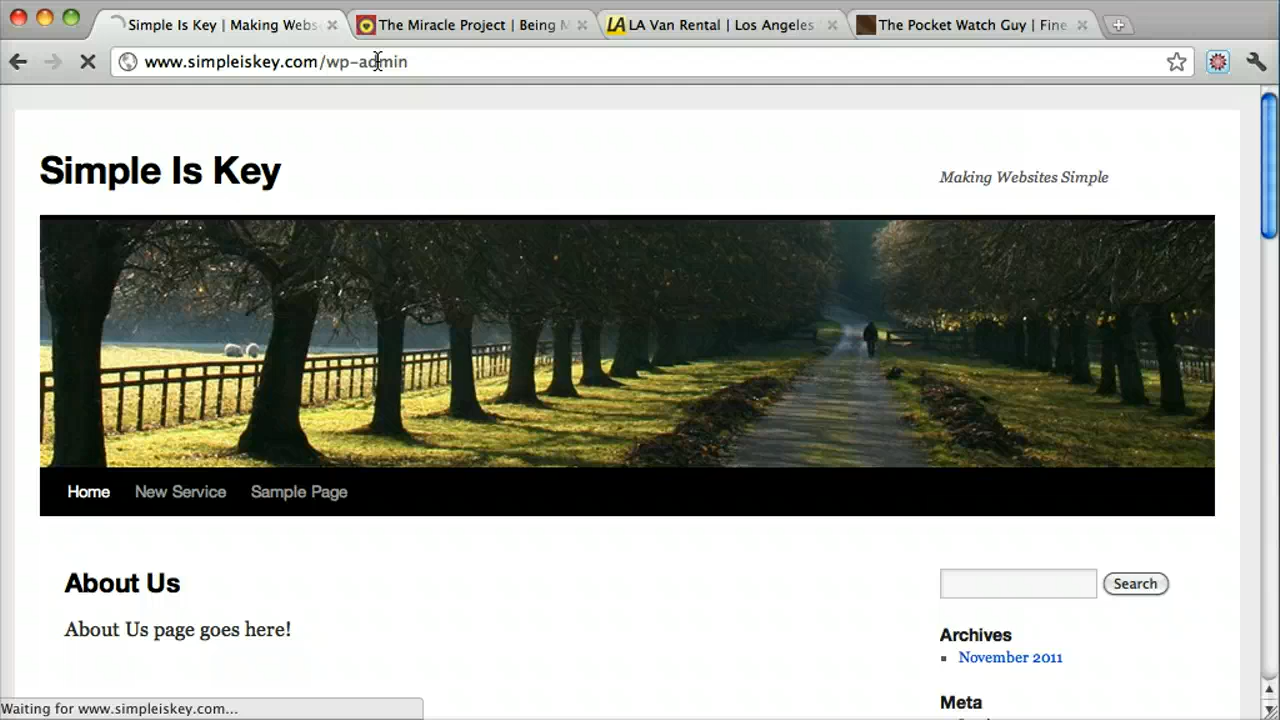 Simple Is Key | Making Webs
The Miracle Project | Being M
LA LA Van Rental | Los Angeles
The Pocket Watch Guy | Fine
www.simpleiskey.com/wp-admin
Simple Is Key
Making Websites Simple
Home New Service Sample Page
About Us
Search
About Us page goes here!
Archives
November 2011
Meta
Waiting for www.simpleiskey.com...